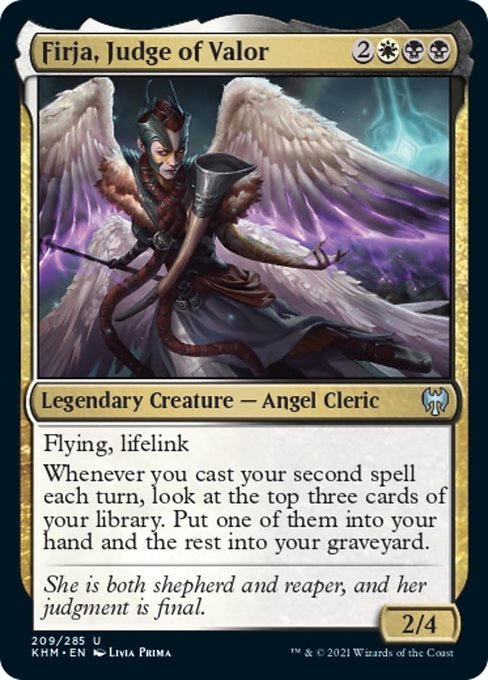 Firja, Judge of Valor 2
Legendary Creature — Angel Cleric
Flying, lifelink
Whenever you cast your second spell
each turn, look at the top three cards of
your library. Put one of them into your
hand and the rest into your graveyard.
She is both shepherd and reaper, and her
judgment is final.
2/4
209/285 U
KHM • EN Livia Prima
™ & © 2021 Wizards of the Coast